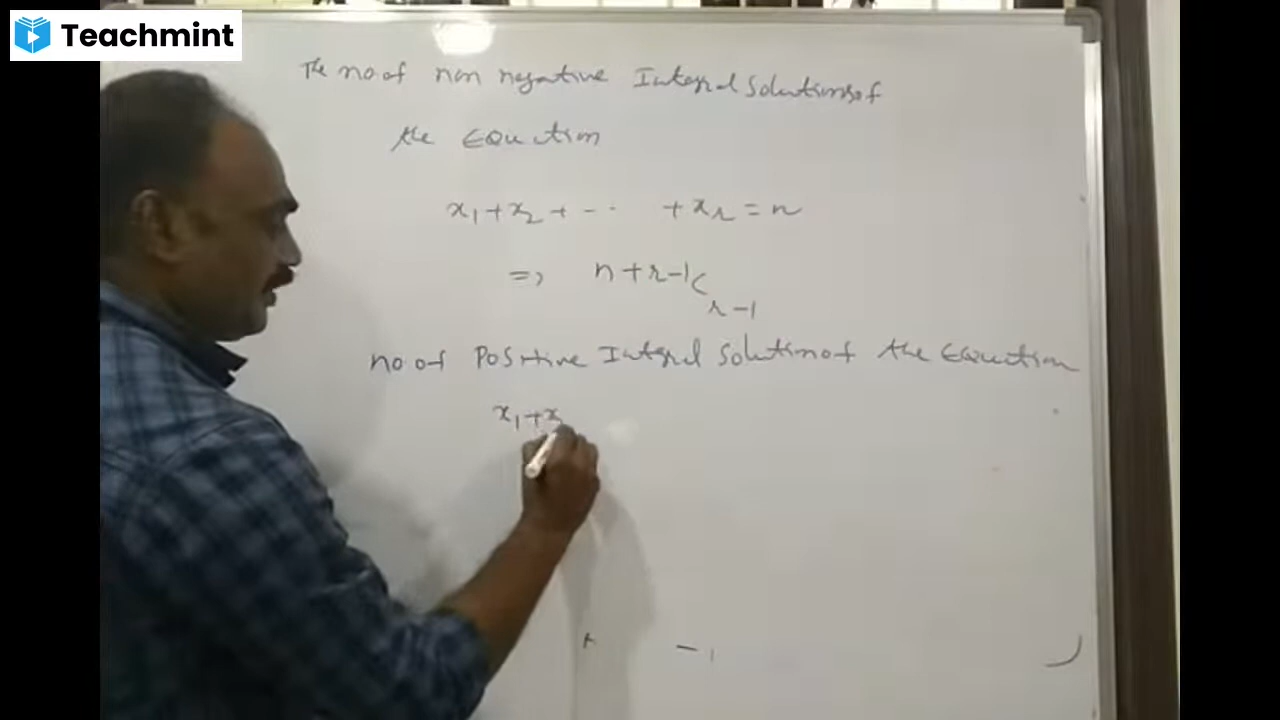 Teachmint
The no of non negative Integral Solutions of
the Equation
x₁+x₂+-.. +xᵣ=n
=> n+r-1C
r-1
no of Positive Integral Solution of the Equation
x₁+x